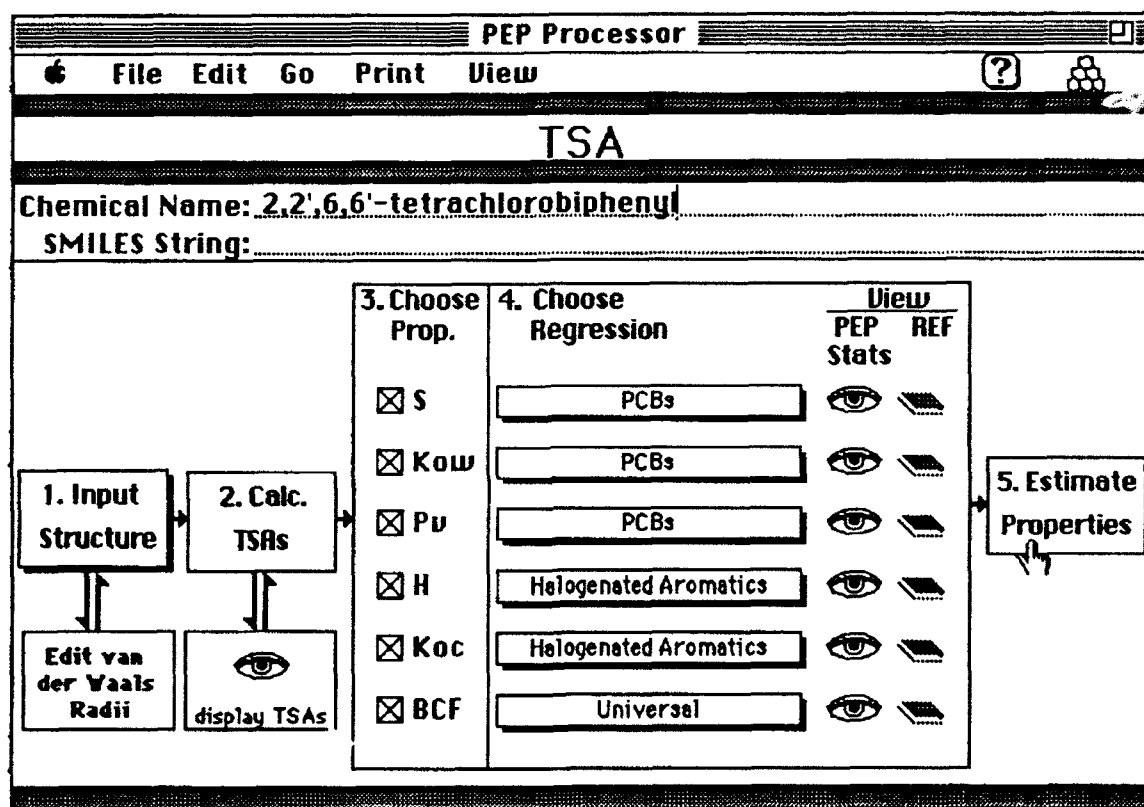 PEP Processor
File Edit Go Print View
?
TSA
Chemical Name: 2,2',6,6'-tetrachlorobiphenyl
SMILES String:
1. Input
Structure
Edit van
der Waals
Radii
2. Calc.
TSAs
display TSAs
3. Choose
Prop.
4. Choose
Regression
View
PEP REF
Stats
S PCBs
Kow PCBs
Pv PCBs
H Halogenated Aromatics
Koc Halogenated Aromatics
BCF Universal
5. Estimate
Properties